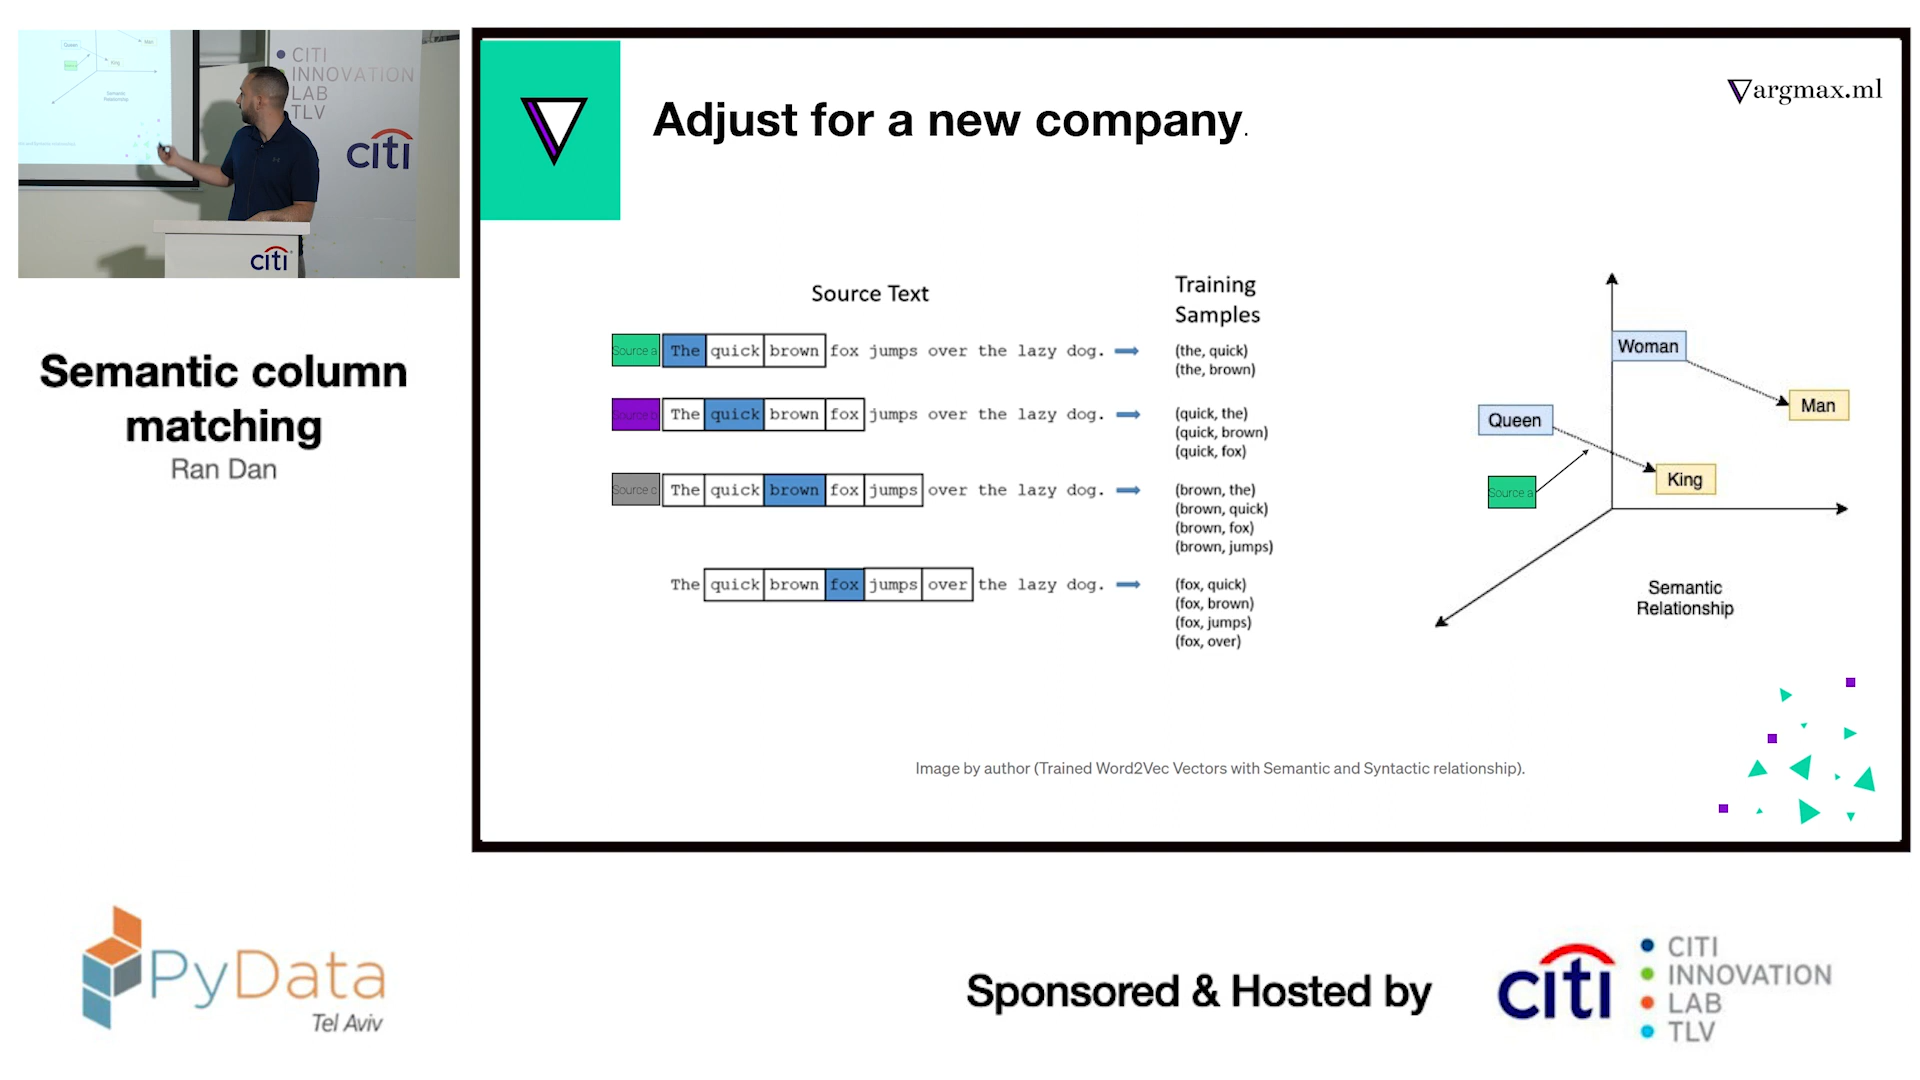 Queen
Man
King
Semantic
Relationship
CITI
INNOVATION
LAB
TLV
citi
citi
Semantic column
matching
Ran Dan
argmax.ml
Adjust for a new company.
Source Text
Training
Samples
Source a The quick brown fox jumps over the lazy dog.
(the, quick)
(the, brown)
Source b The quick brown fox jumps over the lazy dog.
(quick, the)
(quick, brown)
(quick, fox)
Source c The quick brown fox jumps over the lazy dog.
(brown, the)
(brown, quick)
(brown, fox)
(brown, jumps)
The quick brown fox jumps over the lazy dog.
(fox, quick)
(fox, brown)
(fox, jumps)
(fox, over)
Woman
Man
Queen
King
Source a
Semantic
Relationship
Image by author (Trained Word2Vec Vectors with Semantic and Syntactic relationship).
PyData
Tel Aviv
Sponsored & Hosted by
citi
CITI
INNOVATION
LAB
TLV